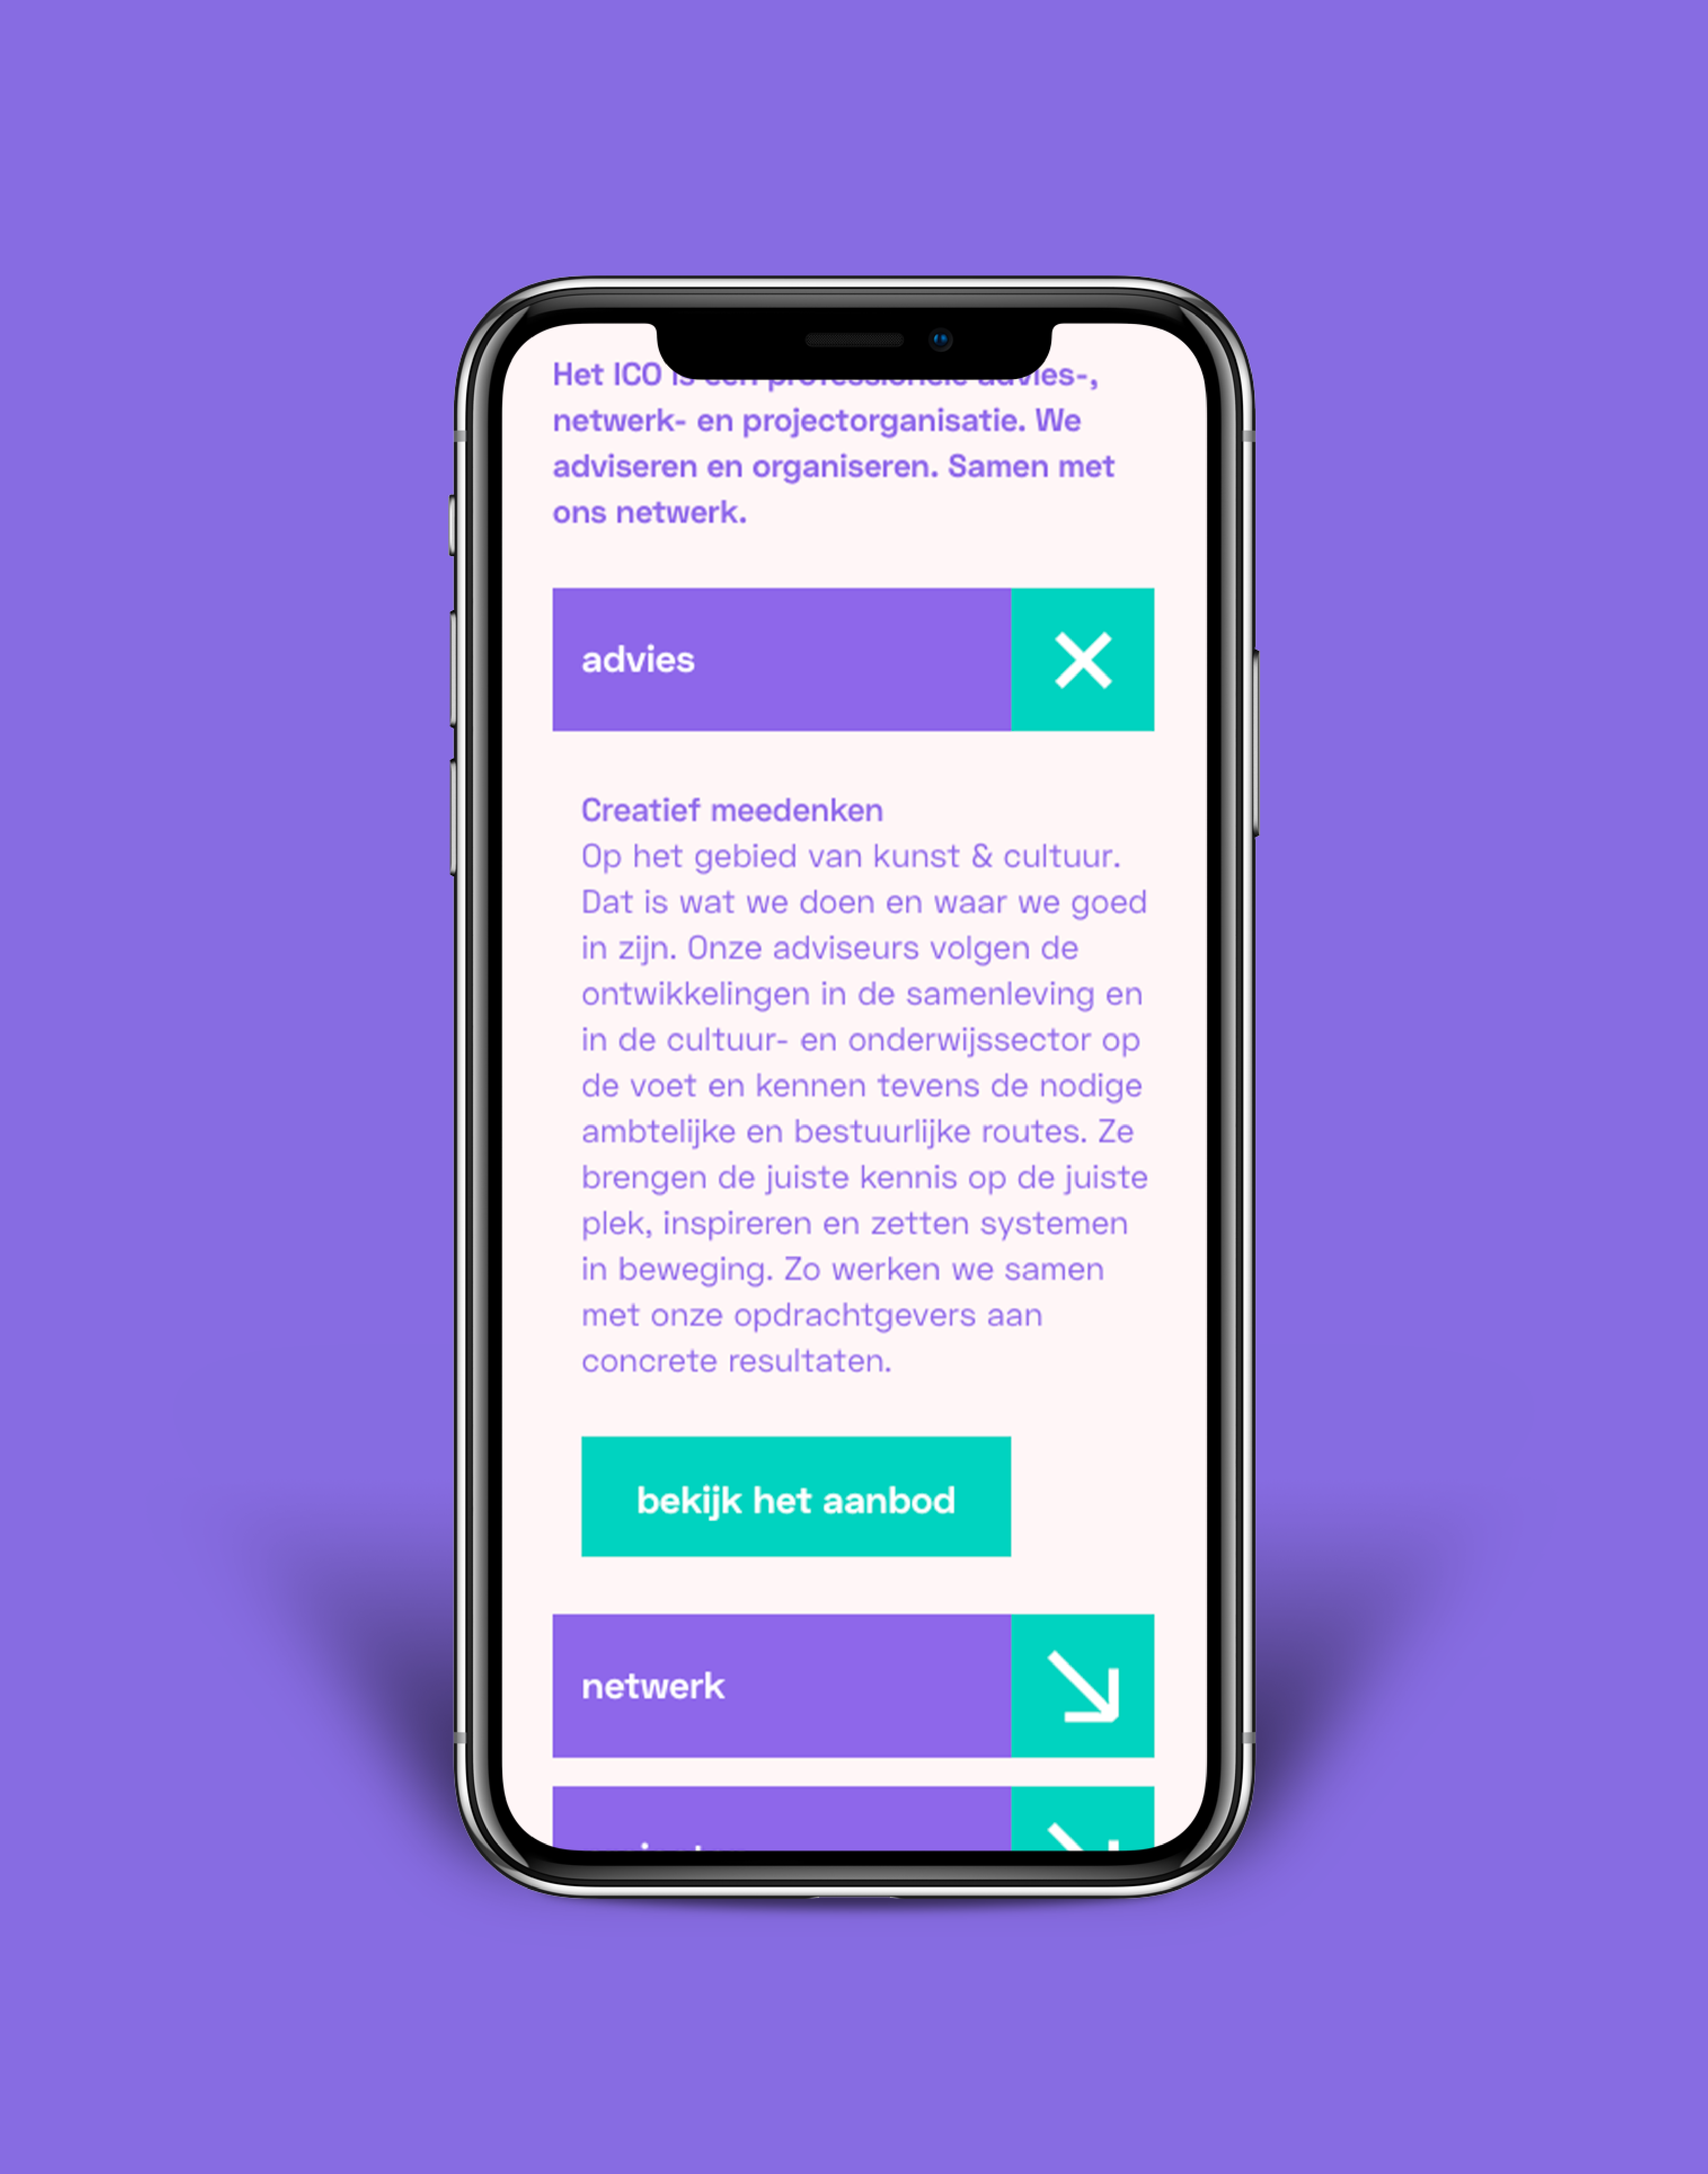 Het ICO is een professionele advies-,
netwerk- en projectorganisatie. We
adviseren en organiseren. Samen met
ons netwerk.
advies
Creatief meedenken
Op het gebied van kunst & cultuur.
Dat is wat we doen en waar we goed
in zijn. Onze adviseurs volgen de
ontwikkelingen in de samenleving en
in de cultuur- en onderwijssector op
de voet en kennen tevens de nodige
ambtelijke en bestuurlijke routes. Ze
brengen de juiste kennis op de juiste
plek, inspireren en zetten systemen
in beweging. Zo werken we samen
met onze opdrachtgevers aan
concrete resultaten.
bekijk het aanbod
netwerk